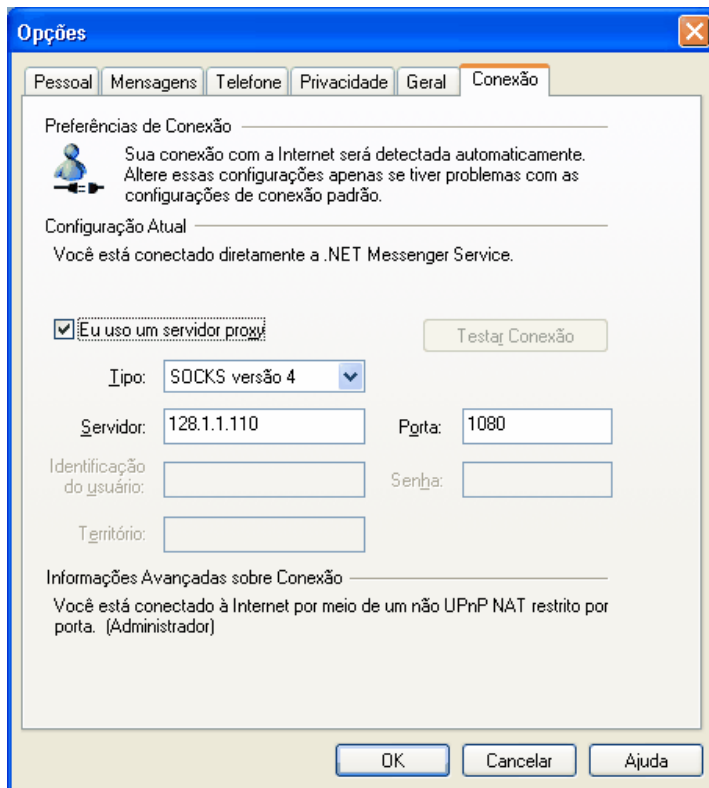 Opções
Pessoal Mensagens Telefone Privacidade Geral Conexão
Preferências de Conexão
Sua conexão com a Internet será detectada automaticamente.
Altere essas configurações apenas se tiver problemas com as
configurações de conexão padrão.
Configuração Atual
Você está conectado diretamente a .NET Messenger Service.
Eu uso um servidor proxy
Testar Conexão
Tipo: SOCKS versão 4
Servidor: 128.1.1.110 Porta: 1080
Identificação
do usuário: Senha:
Território:
Informações Avançadas sobre Conexão
Você está conectado à Internet por meio de um não UPnP NAT restrito por
porta. (Administrador)
OK Cancelar Ajuda